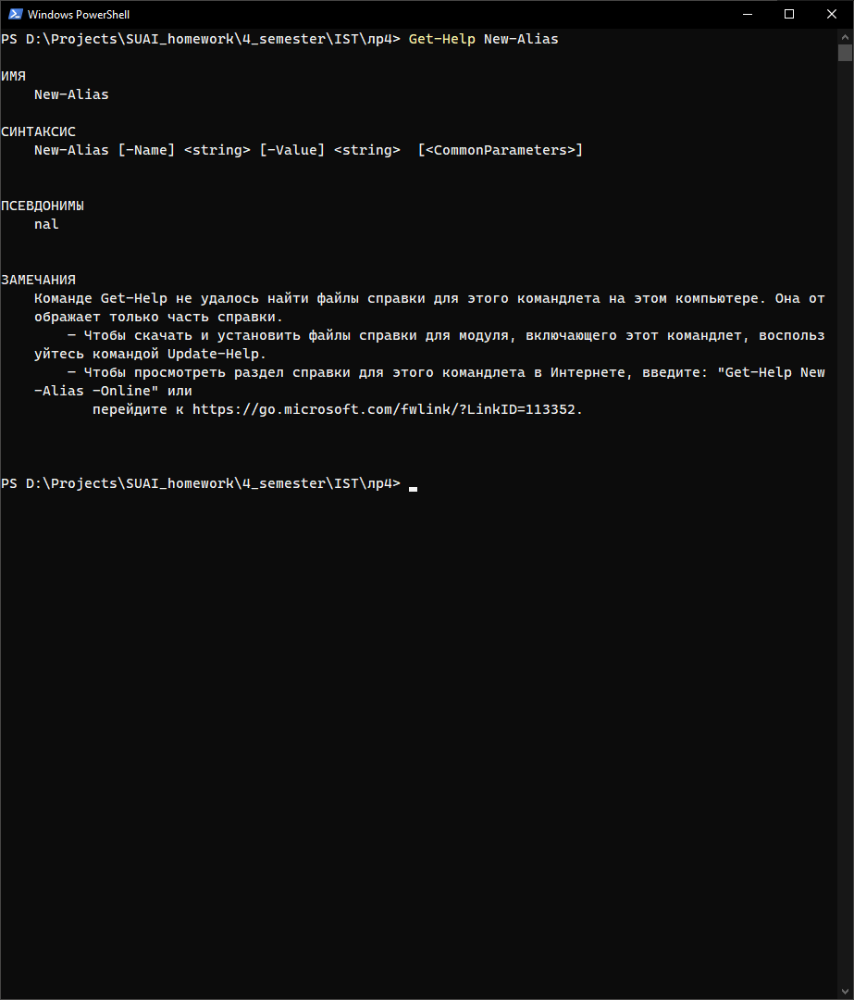 Windows PowerShell
PS D:\Projects\SUAI_homework\4_semester\IST\лр4> Get-Help New-Alias
ИМЯ
New-Alias
СИНТАКСИС
New-Alias [-Name] <string> [-Value] <string>  [<CommonParameters>]
ПСЕВДОНИМЫ
nal
ЗАМЕЧАНИЯ
Команде Get-Help не удалось найти файлы справки для этого командлета на этом компьютере. Она от
ображает только часть справки.
— Чтобы скачать и установить файлы справки для модуля, включающего этот командлет, воспольз
уйтесь командой Update-Help.
— Чтобы просмотреть раздел справки для этого командлета в Интернете, введите: "Get-Help New
-Alias -Online" или
перейдите к https://go.microsoft.com/fwlink/?LinkID=113352.
PS D:\Projects\SUAI_homework\4_semester\IST\лр4>